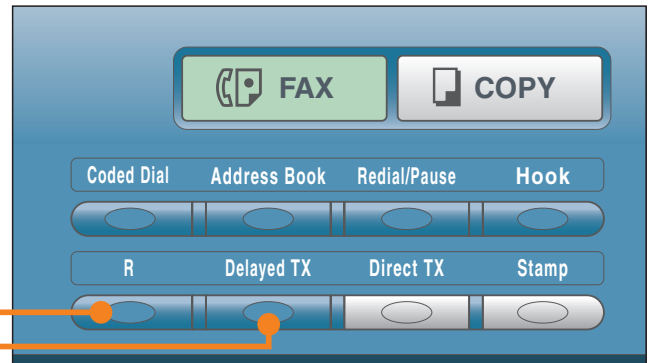 FAX COPY
Coded Dial Address Book Redial/Pause Hook
R Delayed TX Direct TX Stamp